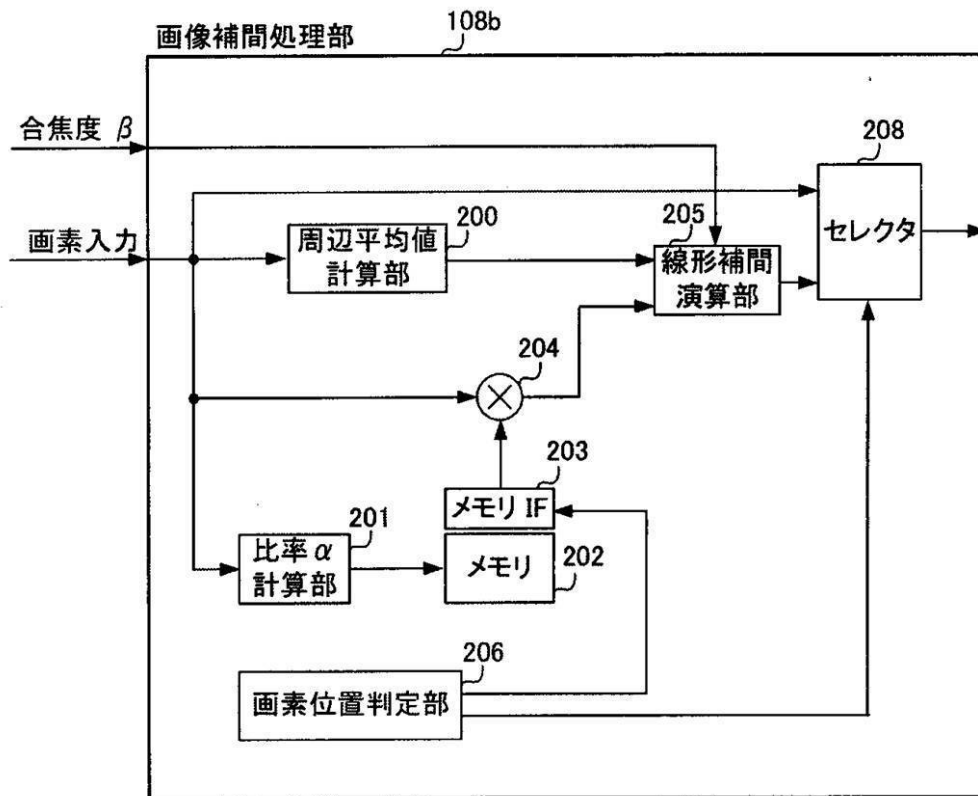 画像補間処理部
108b
合焦度 β
208
セレクタ
画素入力
200
周辺平均値
計算部
205
線形補間
演算部
204
203
メモリ IF
201
比率 α
計算部
メモリ
202
206
画素位置判定部